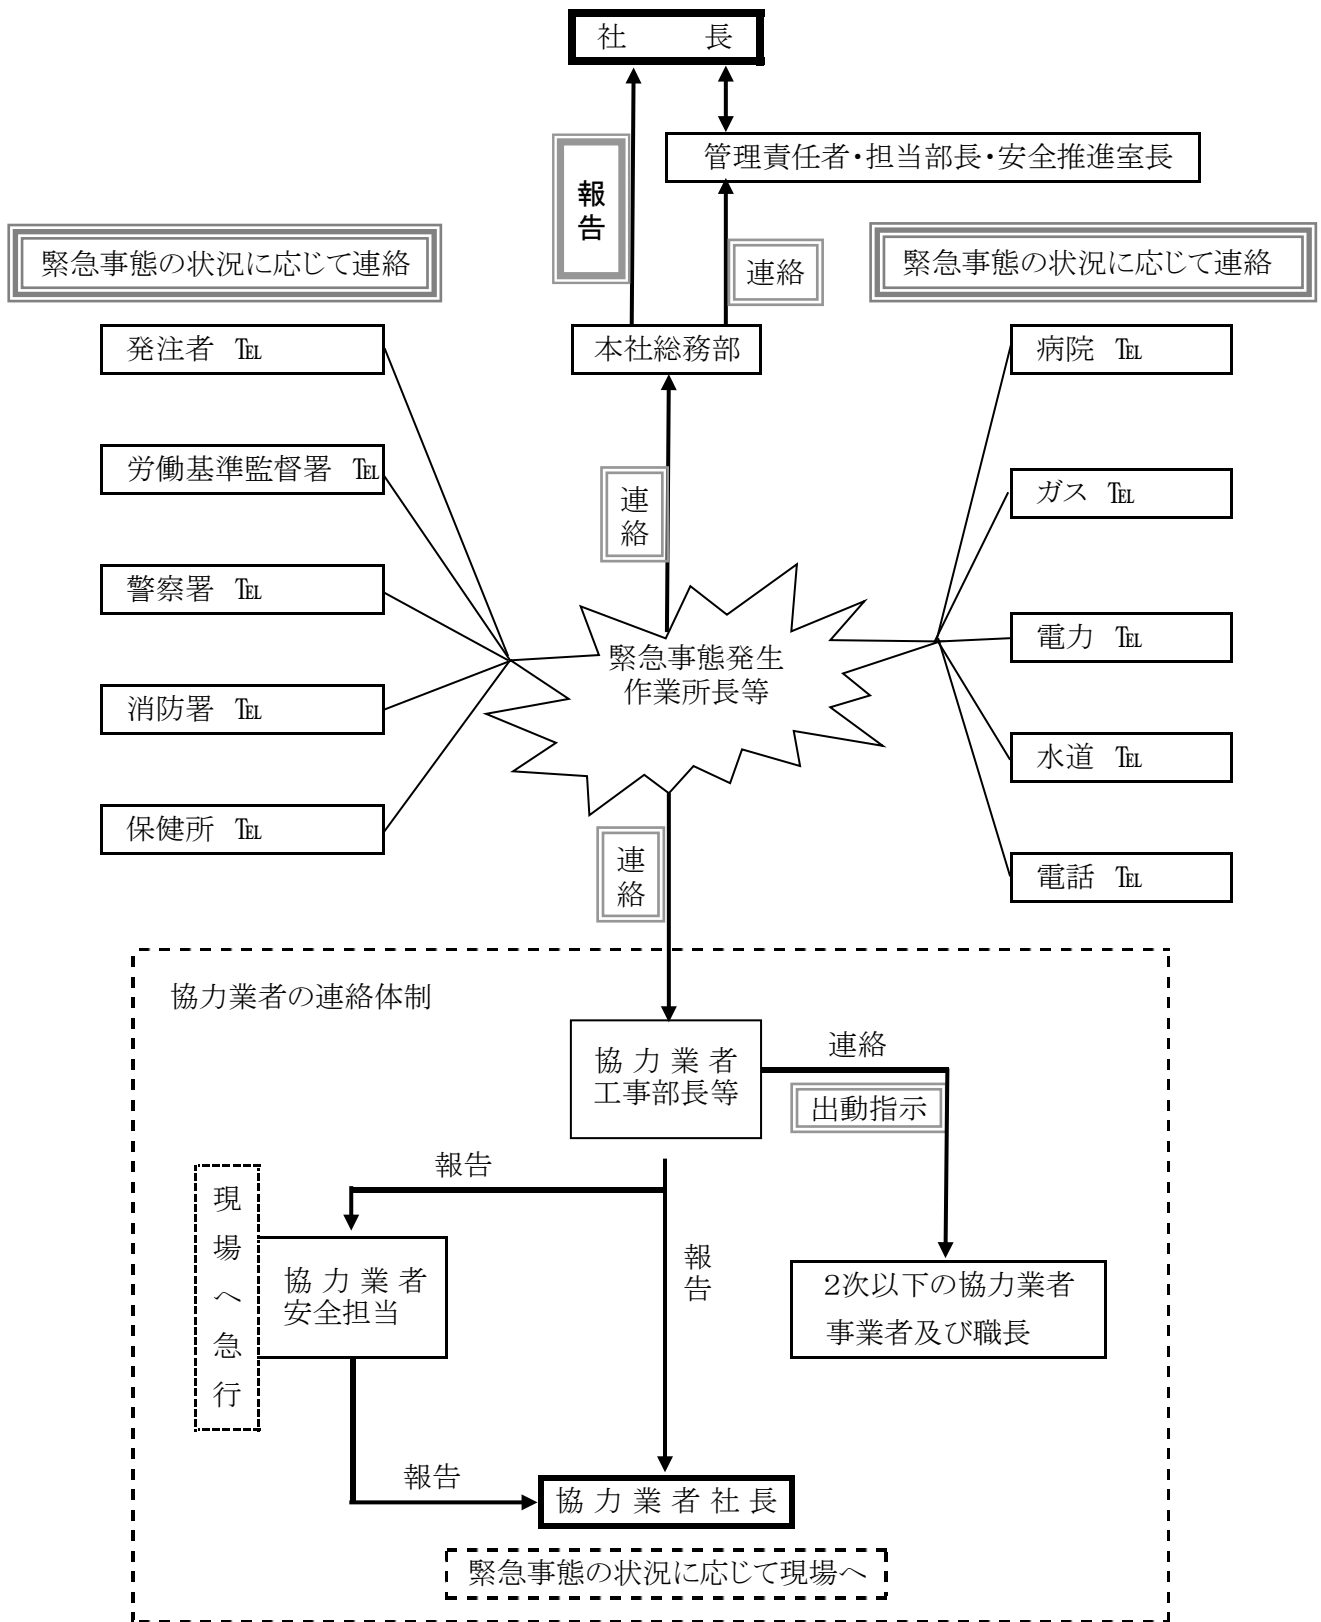 社 長
管理責任者・担当部長・安全推進室長
報告
連絡
緊急事態の状況に応じて連絡
緊急事態の状況に応じて連絡
本社総務部
発注者 ℡
労働基準監督署 ℡
警察署 ℡
消防署 ℡
保健所 ℡
病院 ℡
ガス ℡
電力 ℡
水道 ℡
電話 ℡
連絡
緊急事態発生
作業所長等
連絡
協力業者の連絡体制
協力業者
工事部長等
連絡
出動指示
報告
現場へ急行
協力業者
安全担当
報告
2次以下の協力業者
事業者及び職長
報告
協力業者社長
緊急事態の状況に応じて現場へ